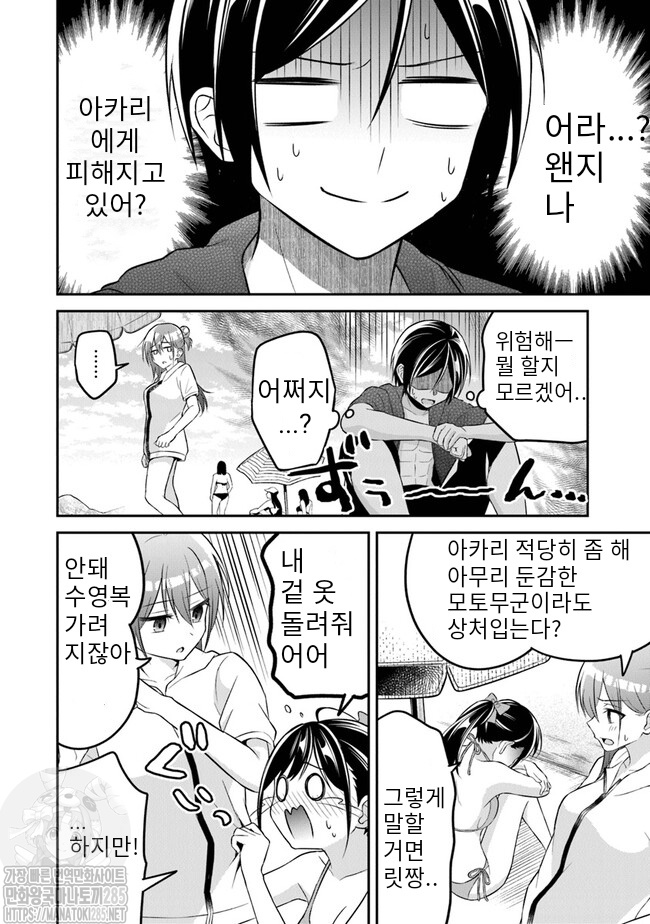 어라...?
왠지
나
아카리
에게
피해지고
있어?
위험해ー
뭘 할지
모르겠어..
어쩌지
...?
......
ずぅーーん...
아카리 적당히 좀 해
아무리 둔감한
모토무군이라도
상처입는다?
그렇게
말할
거면
릿짱..
내
겉 옷
돌려줘
어어
안돼
수영복
가려
지잖아
...
하지만!
가장 빠른 번역만화사이트
만화왕국마나토끼285
HTTPS://MANATOKI285.NET